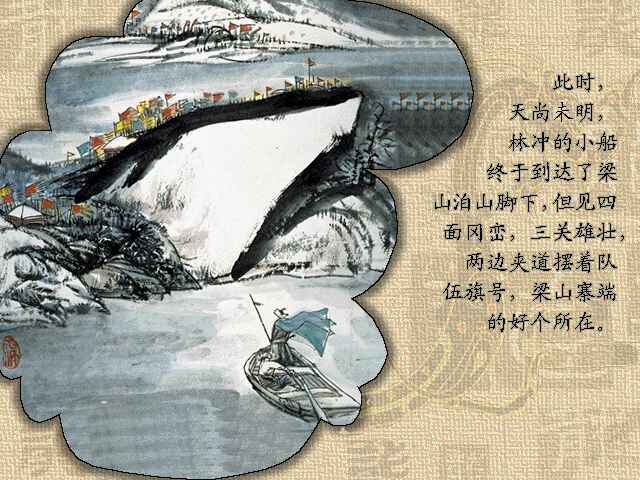 此时，
天尚未明，
林冲的小船
终于到达了梁
山泊山脚下，但见四
面冈峦，三关雄壮，
两边夹道摆着队
伍旗号，梁山寨端
的好个所在。